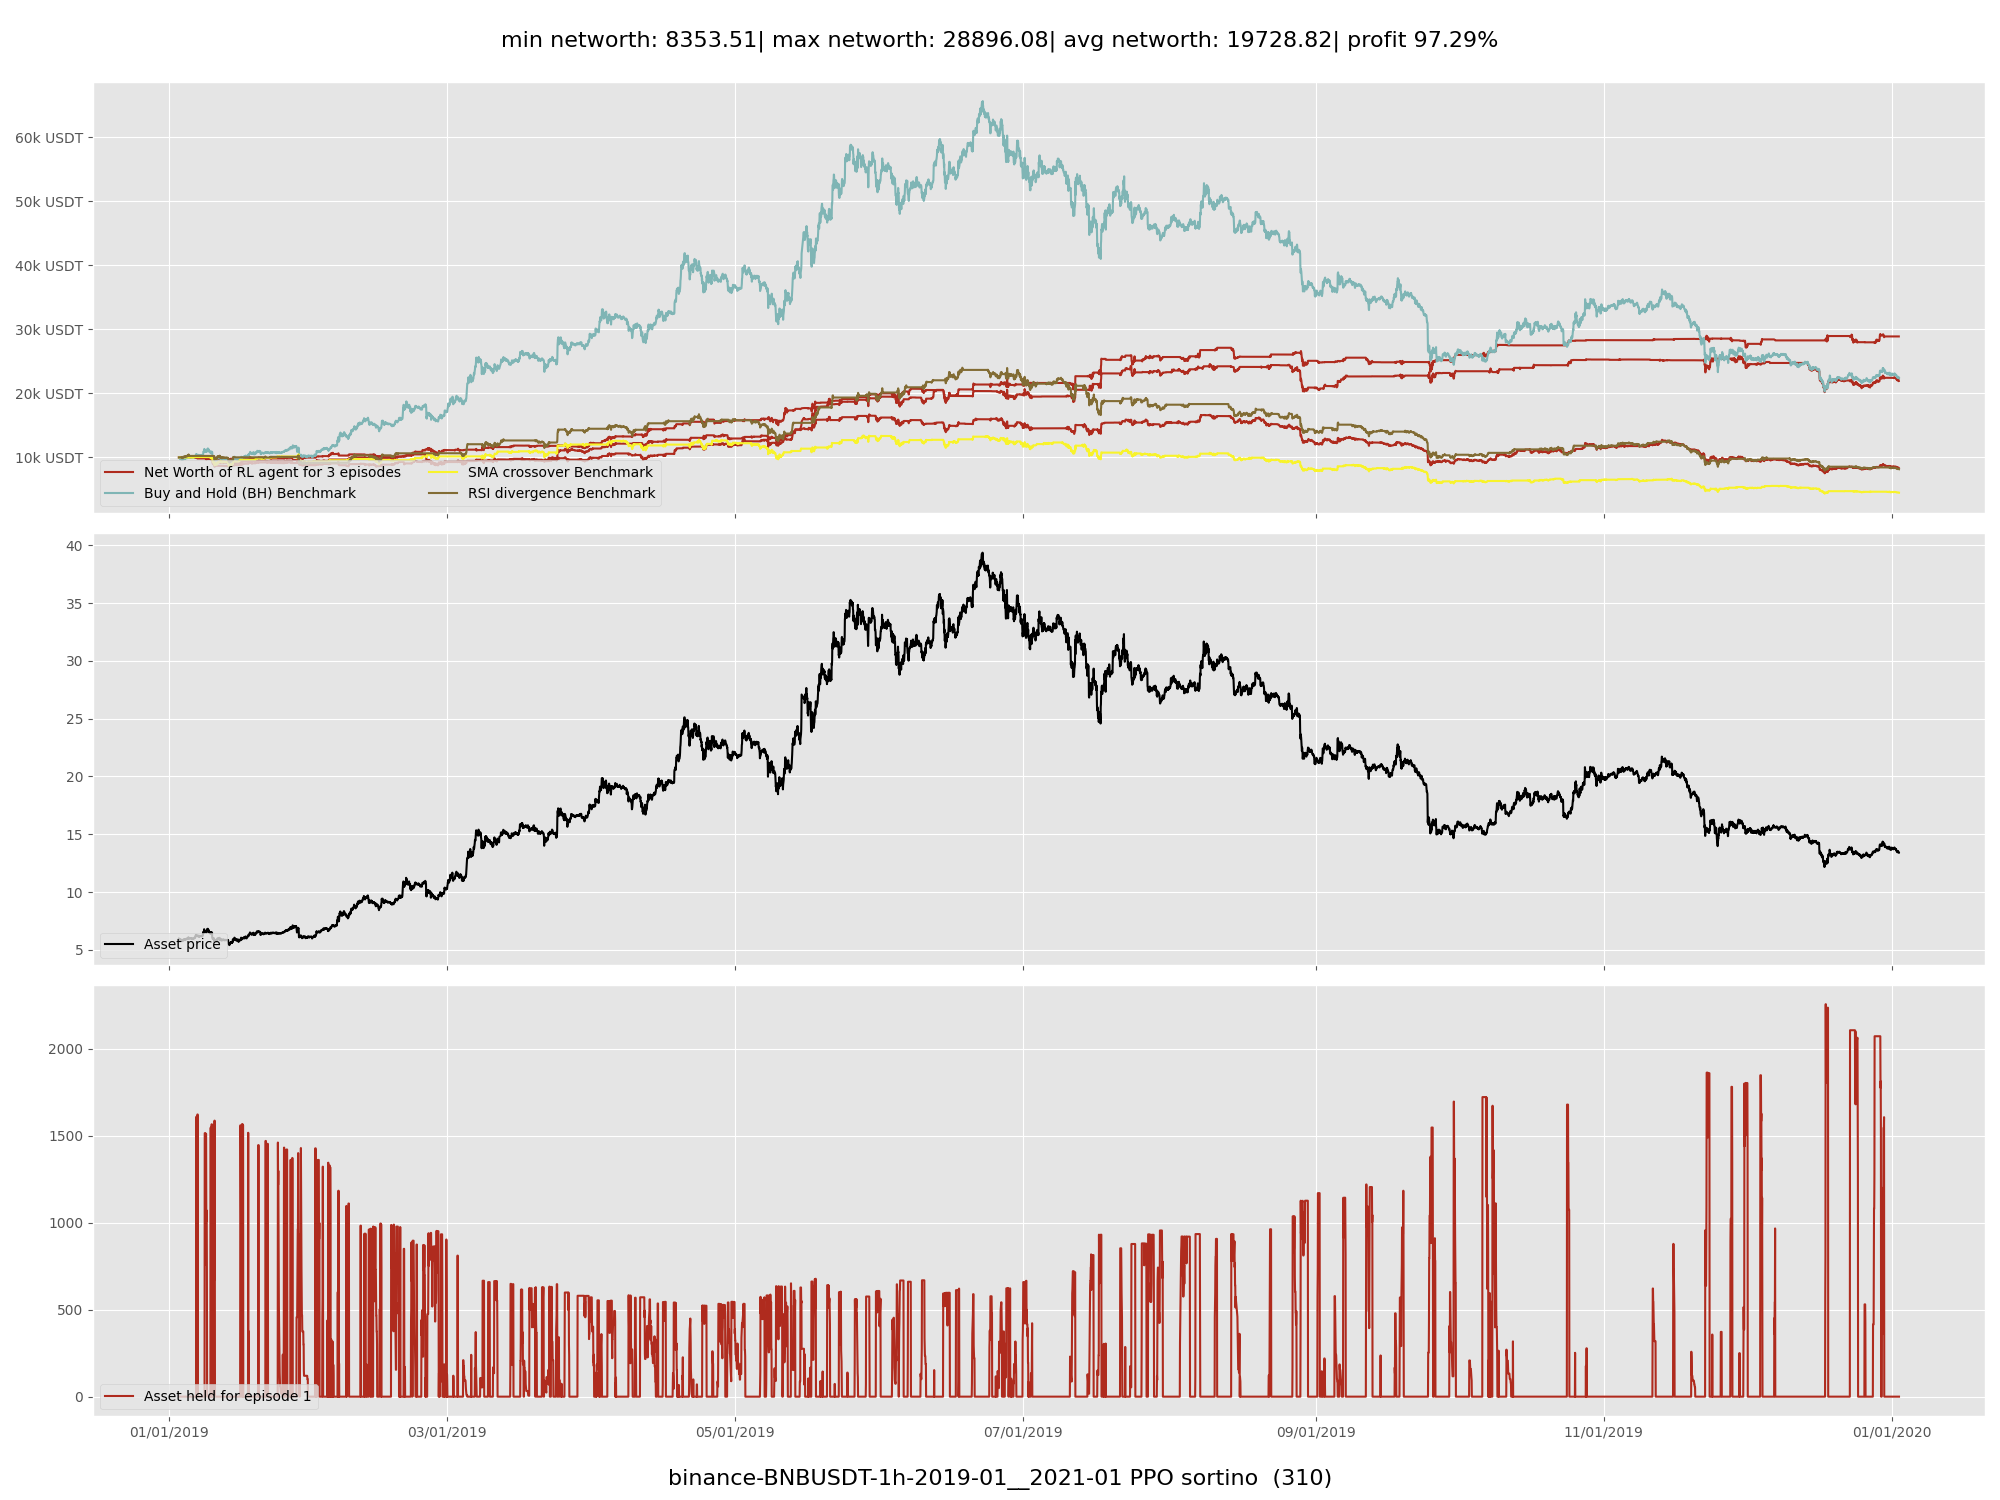 min networth: 8353.51| max networth: 28896.08| avg networth: 19728.82| profit 97.29%
60k USDT
50k USDT
40k USDT
30k USDT
20k USDT
10k USDT
Net Worth of RL agent for 3 episodes
Buy and Hold (BH) Benchmark
SMA crossover Benchmark
RSI divergence Benchmark
40
35
30
25
20
15
10
5
Asset price
2000
1500
1000
500
0
Asset held for episode 1
01/01/2019 03/01/2019 05/01/2019 07/01/2019 09/01/2019 11/01/2019 01/01/2020
binance-BNBUSDT-1h-2019-01__2021-01 PPO sortino (310)